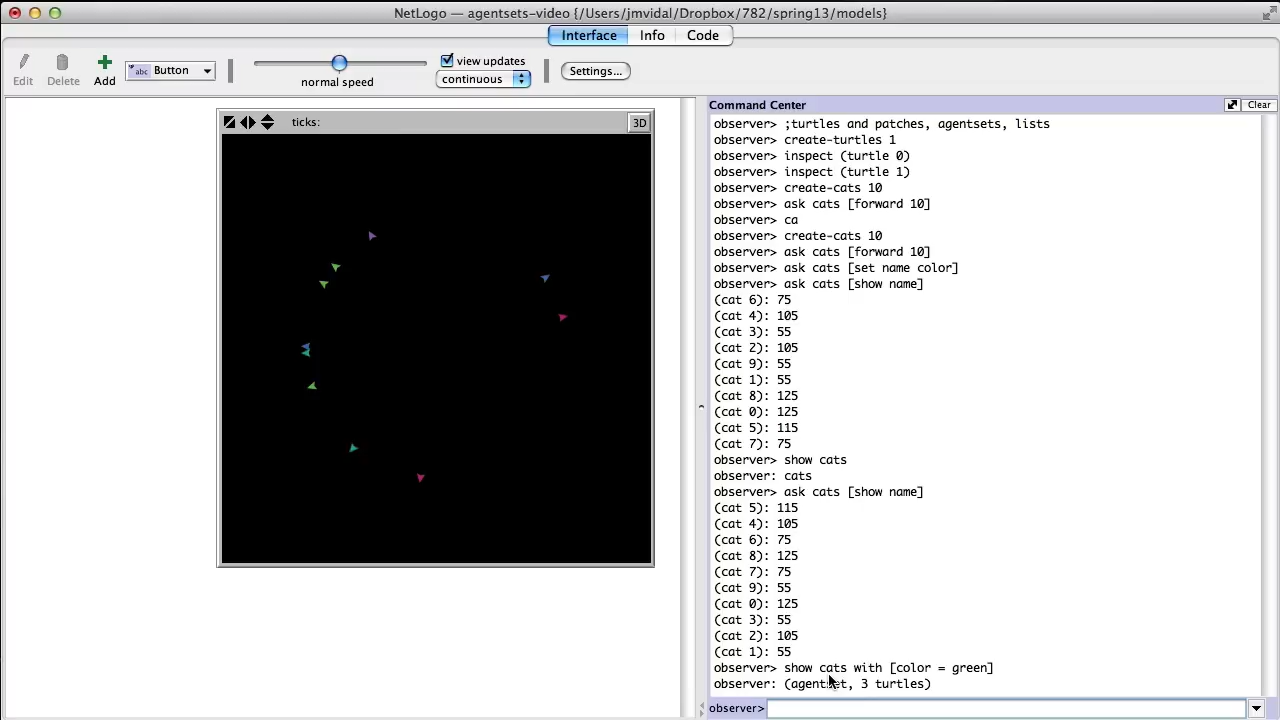 NetLogo — agentsets-video {/Users/jmvidal/Dropbox/782/spring13/models}
Interface Info Code
Edit Delete Add abc Button normal speed view updates continuous Settings...
ticks: 3D
Command Center Clear
observer> ;turtles and patches, agentsets, lists
observer> create-turtles 1
observer> inspect (turtle 0)
observer> inspect (turtle 1)
observer> create-cats 10
observer> ask cats [forward 10]
observer> ca
observer> create-cats 10
observer> ask cats [forward 10]
observer> ask cats [set name color]
observer> ask cats [show name]
(cat 6): 75
(cat 4): 105
(cat 3): 55
(cat 2): 105
(cat 9): 55
(cat 1): 55
(cat 8): 125
(cat 0): 125
(cat 5): 115
(cat 7): 75
observer> show cats
observer: cats
observer> ask cats [show name]
(cat 5): 115
(cat 4): 105
(cat 6): 75
(cat 8): 125
(cat 7): 75
(cat 9): 55
(cat 0): 125
(cat 3): 55
(cat 2): 105
(cat 1): 55
observer> show cats with [color = green]
observer: (agentset, 3 turtles)
observer>